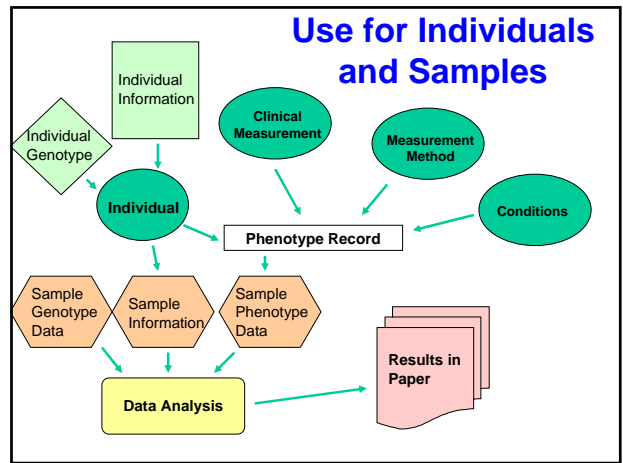 Use for Individuals
and Samples
Individual
Information
Individual
Genotype
Clinical
Measurement
Measurement
Method
Individual
Conditions
Phenotype Record
Sample
Genotype
Data
Sample
Information
Sample
Phenotype
Data
Results in
Paper
Data Analysis